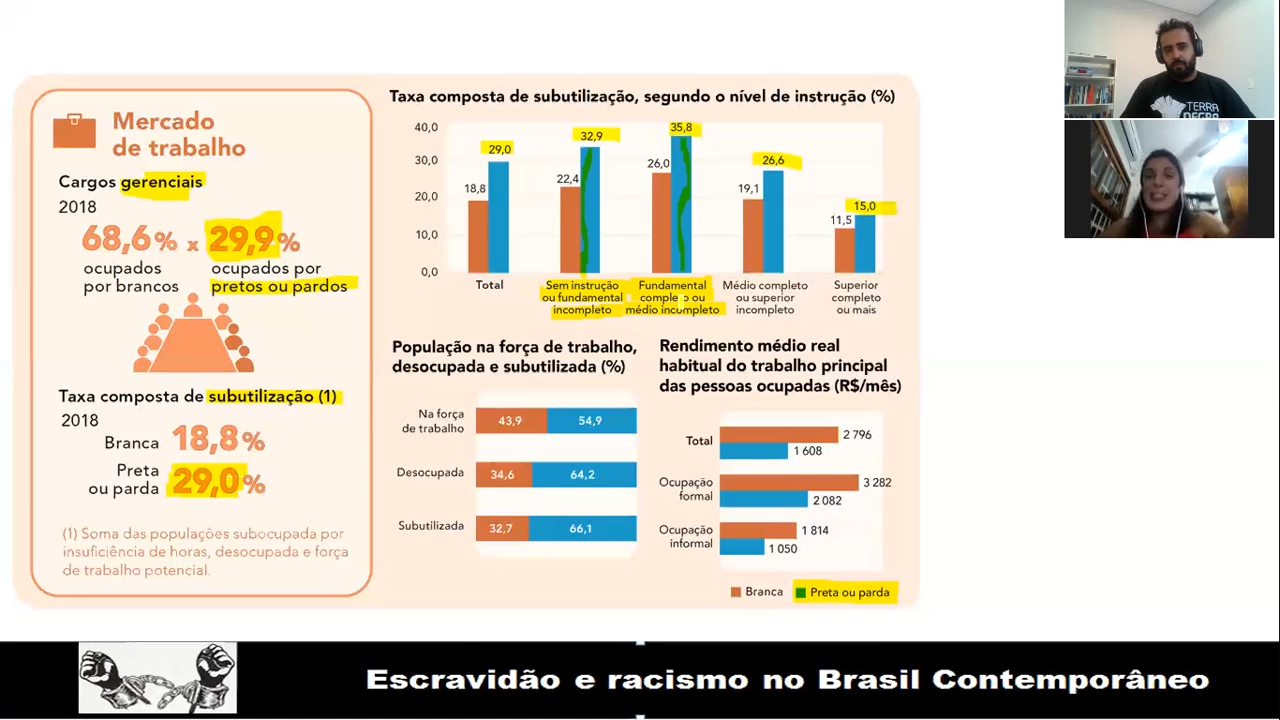 Mercado
de trabalho
Cargos gerenciais
2018
68,6% x 29,9%
ocupados
por brancos
ocupados por
pretos ou pardos
Taxa composta de subutilização (1)
2018
Branca 18,8%
Preta
ou parda 29,0%
(1) Soma das populações subocupada por
insuficiência de horas, desocupada e força
de trabalho potencial.
Taxa composta de subutilização, segundo o nível de instrução (%)
40,0
30,0
20,0
10,0
0,0
18,8
29,0
22,4
32,9
26,0
35,8
19,1
26,6
11,5
15,0
Total
Sem instrução
ou fundamental
incompleto
Fundamental
completo ou
médio incompleto
Médio completo
ou superior
incompleto
Superior
completo
ou mais
População na força de trabalho,
desocupada e subutilizada (%)
Na força
de trabalho
43,9 54,9
Desocupada
34,6 64,2
Subutilizada
32,7 66,1
Rendimento médio real
habitual do trabalho principal
das pessoas ocupadas (R$/mês)
Total
2 796
1 608
Ocupação
formal
3 282
2 082
Ocupação
informal
1 814
1 050
Branca Preta ou parda
TERRA
NEGRA
Escravidão e racismo no Brasil Contemporâneo